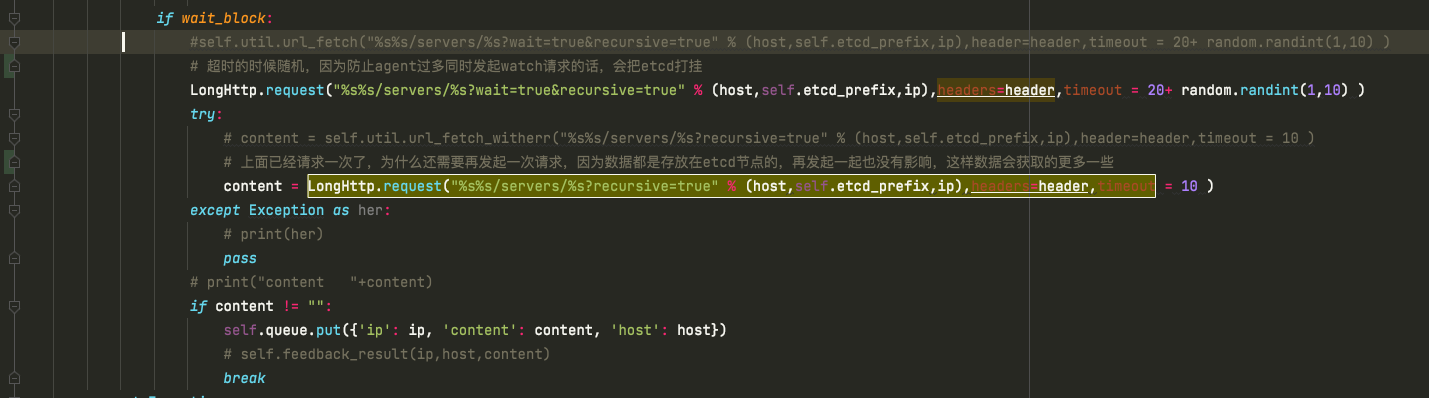 if wait_block:
#self.util.url_fetch("%s%s/servers/%s?wait=true&recursive=true" % (host,self.etcd_prefix,ip),header=header,timeout = 20+ random.randint(1,10) )
# 超时的时候随机，因为防止agent过多同时发起watch请求的话，会把etcd打挂
LongHttp.request("%s%s/servers/%s?wait=true&recursive=true" % (host,self.etcd_prefix,ip),headers=header,timeout = 20+ random.randint(1,10) )
try:
# content = self.util.url_fetch_witherr("%s%s/servers/%s?recursive=true" % (host,self.etcd_prefix,ip),header=header,timeout = 10 )
# 上面已经请求一次了，为什么还需要再发起一次请求，因为数据都是存放在etcd节点的，再发起一起也没有影响，这样数据会获取的更多一些
content = LongHttp.request("%s%s/servers/%s?recursive=true" % (host,self.etcd_prefix,ip),headers=header,timeout = 10 )
except Exception as her:
# print(her)
pass
# print("content   "+content)
if content != "":
self.queue.put({'ip': ip, 'content': content, 'host': host})
# self.feedback_result(ip,host,content)
break